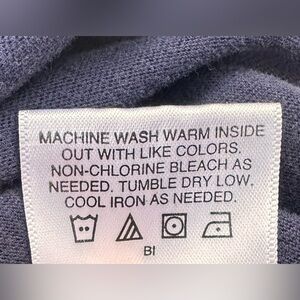 MACHINE WASH WARM INSIDE
OUT WITH LIKE COLORS.
NON-CHLORINE BLEACH AS
NEEDED. TUMBLE DRY LOW,
COOL IRON AS NEEDED.
BI